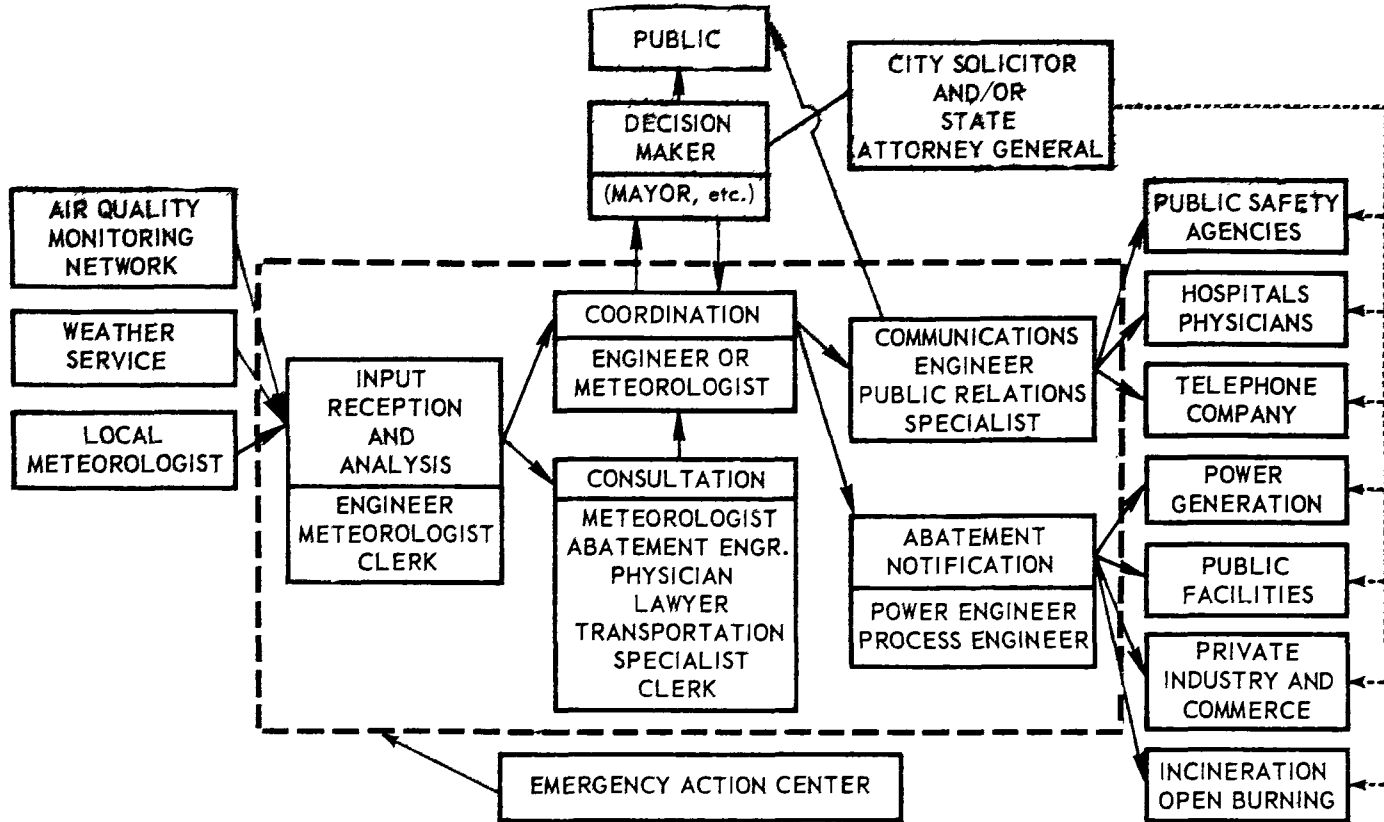 PUBLIC
DECISION
MAKER
(MAYOR, etc.)
CITY SOLICITOR
AND/OR
STATE
ATTORNEY GENERAL
AIR QUALITY
MONITORING
NETWORK
WEATHER
SERVICE
LOCAL
METEOROLOGIST
INPUT
RECEPTION
AND
ANALYSIS
ENGINEER
METEOROLOGIST
CLERK
COORDINATION
ENGINEER OR
METEOROLOGIST
CONSULTATION
METEOROLOGIST
ABATEMENT ENGR.
PHYSICIAN
LAWYER
TRANSPORTATION
SPECIALIST
CLERK
COMMUNICATIONS
ENGINEER
PUBLIC RELATIONS
SPECIALIST
ABATEMENT
NOTIFICATION
POWER ENGINEER
PROCESS ENGINEER
PUBLIC SAFETY
AGENCIES
HOSPITALS
PHYSICIANS
TELEPHONE
COMPANY
POWER
GENERATION
PUBLIC
FACILITIES
PRIVATE
INDUSTRY AND
COMMERCE
INCINERATION
OPEN BURNING
EMERGENCY ACTION CENTER